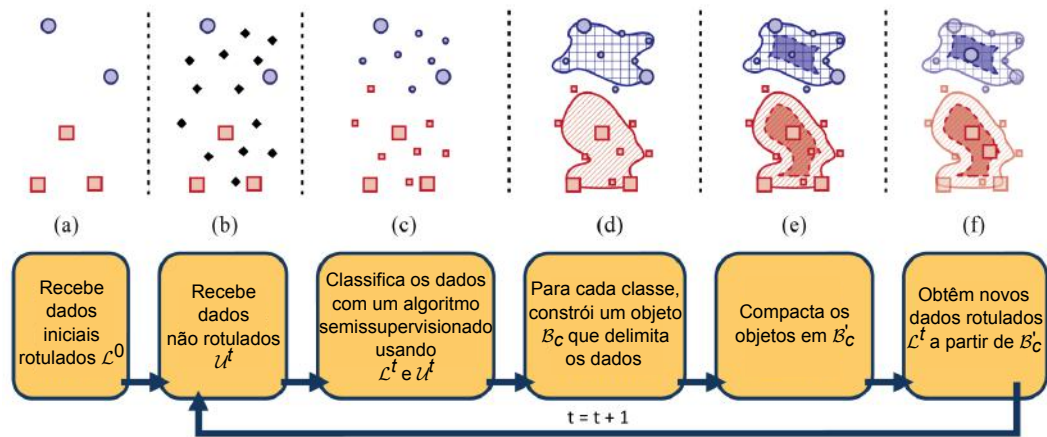 (a) (b) (c) (d) (e) (f)
Recebe
dados
iniciais
rotulados ℒ⁰
Recebe
dados
não rotulados
𝒰ᵗ
Classifica os dados
com um algoritmo
semissupervisionado
usando
ℒᵗ e 𝒰ᵗ
Para cada classe,
constrói um objeto
ℬc que delimita
os dados
Compacta os
objetos em ℬ'c
Obtêm novos
dados rotulados
ℒᵗ a partir de ℬ'c
t = t + 1